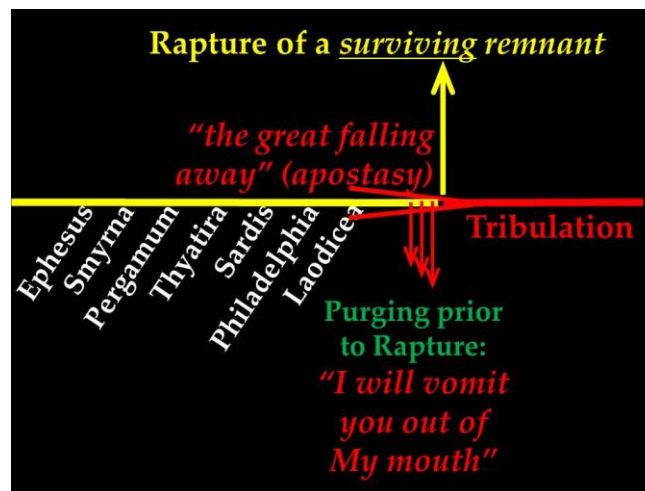 Rapture of a surviving remnant
“the great falling
away” (apostasy)
Ephesus
Smyrna
Pergamum
Thyatira
Sardis
Philadelphia
Laodicea
Tribulation
Purging prior
to Rapture:
“I will vomit
you out of
My mouth”